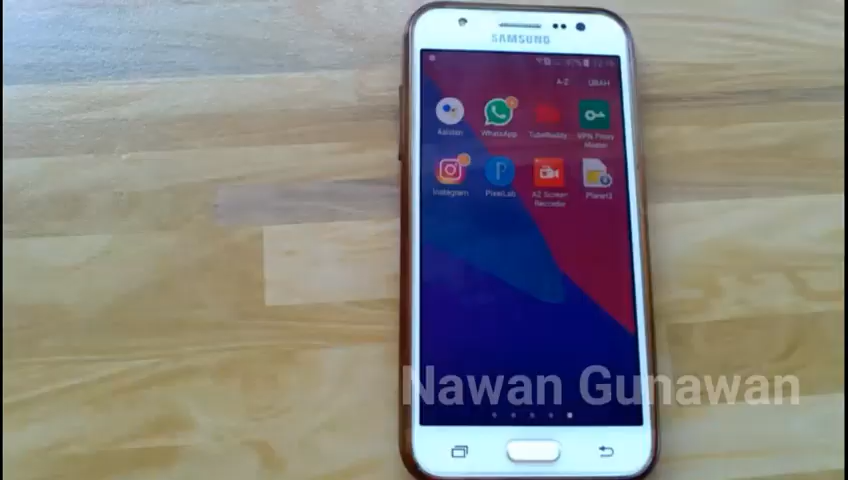 SAMSUNG
A-Z UBAH
Asisten WhatsApp TubeBuddy VPN Proxy Master
Instagram PixelLab AZ Screen Recorder
Nawan Gunawan